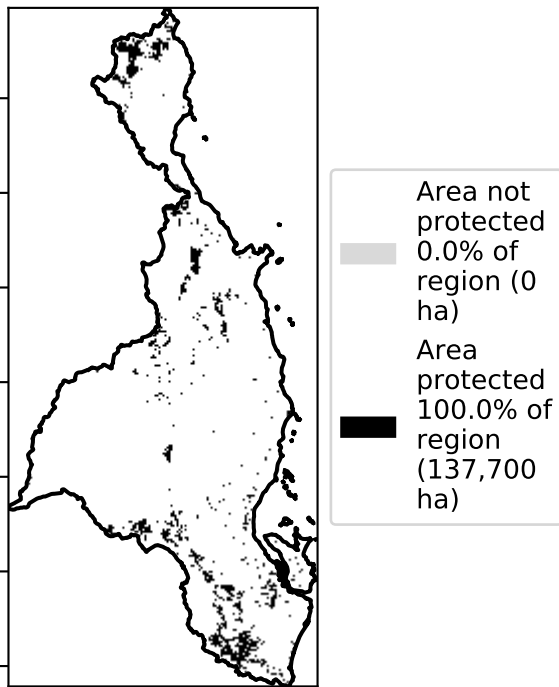 Area not
protected
0.0% of
region (0
ha)
Area
protected
100.0% of
region
(137,700
ha)